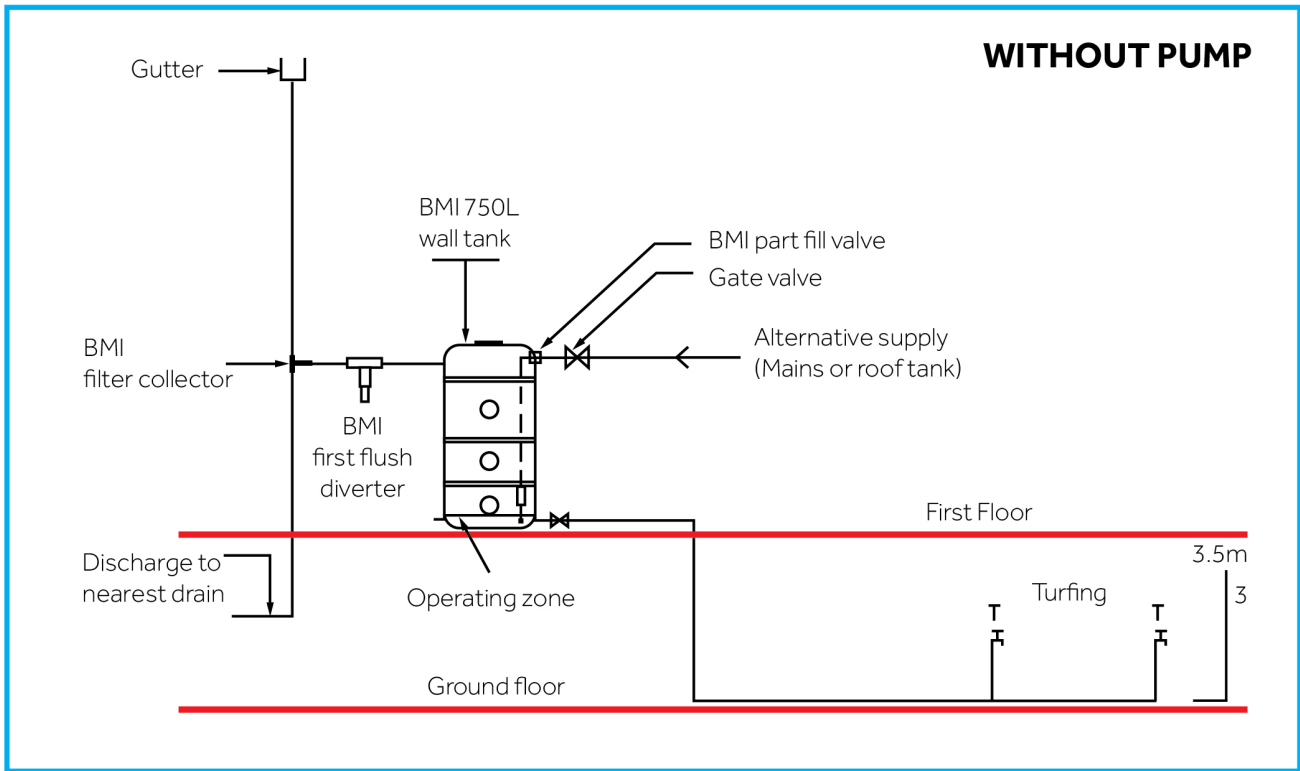 WITHOUT PUMP
Gutter
BMI 750L
wall tank
BMI part fill valve
Gate valve
Alternative supply
(Mains or roof tank)
BMI
filter collector
BMI
first flush
diverter
First Floor
Discharge to
nearest drain
Operating zone
3.5m
3
Turfing
T
T
Ground floor